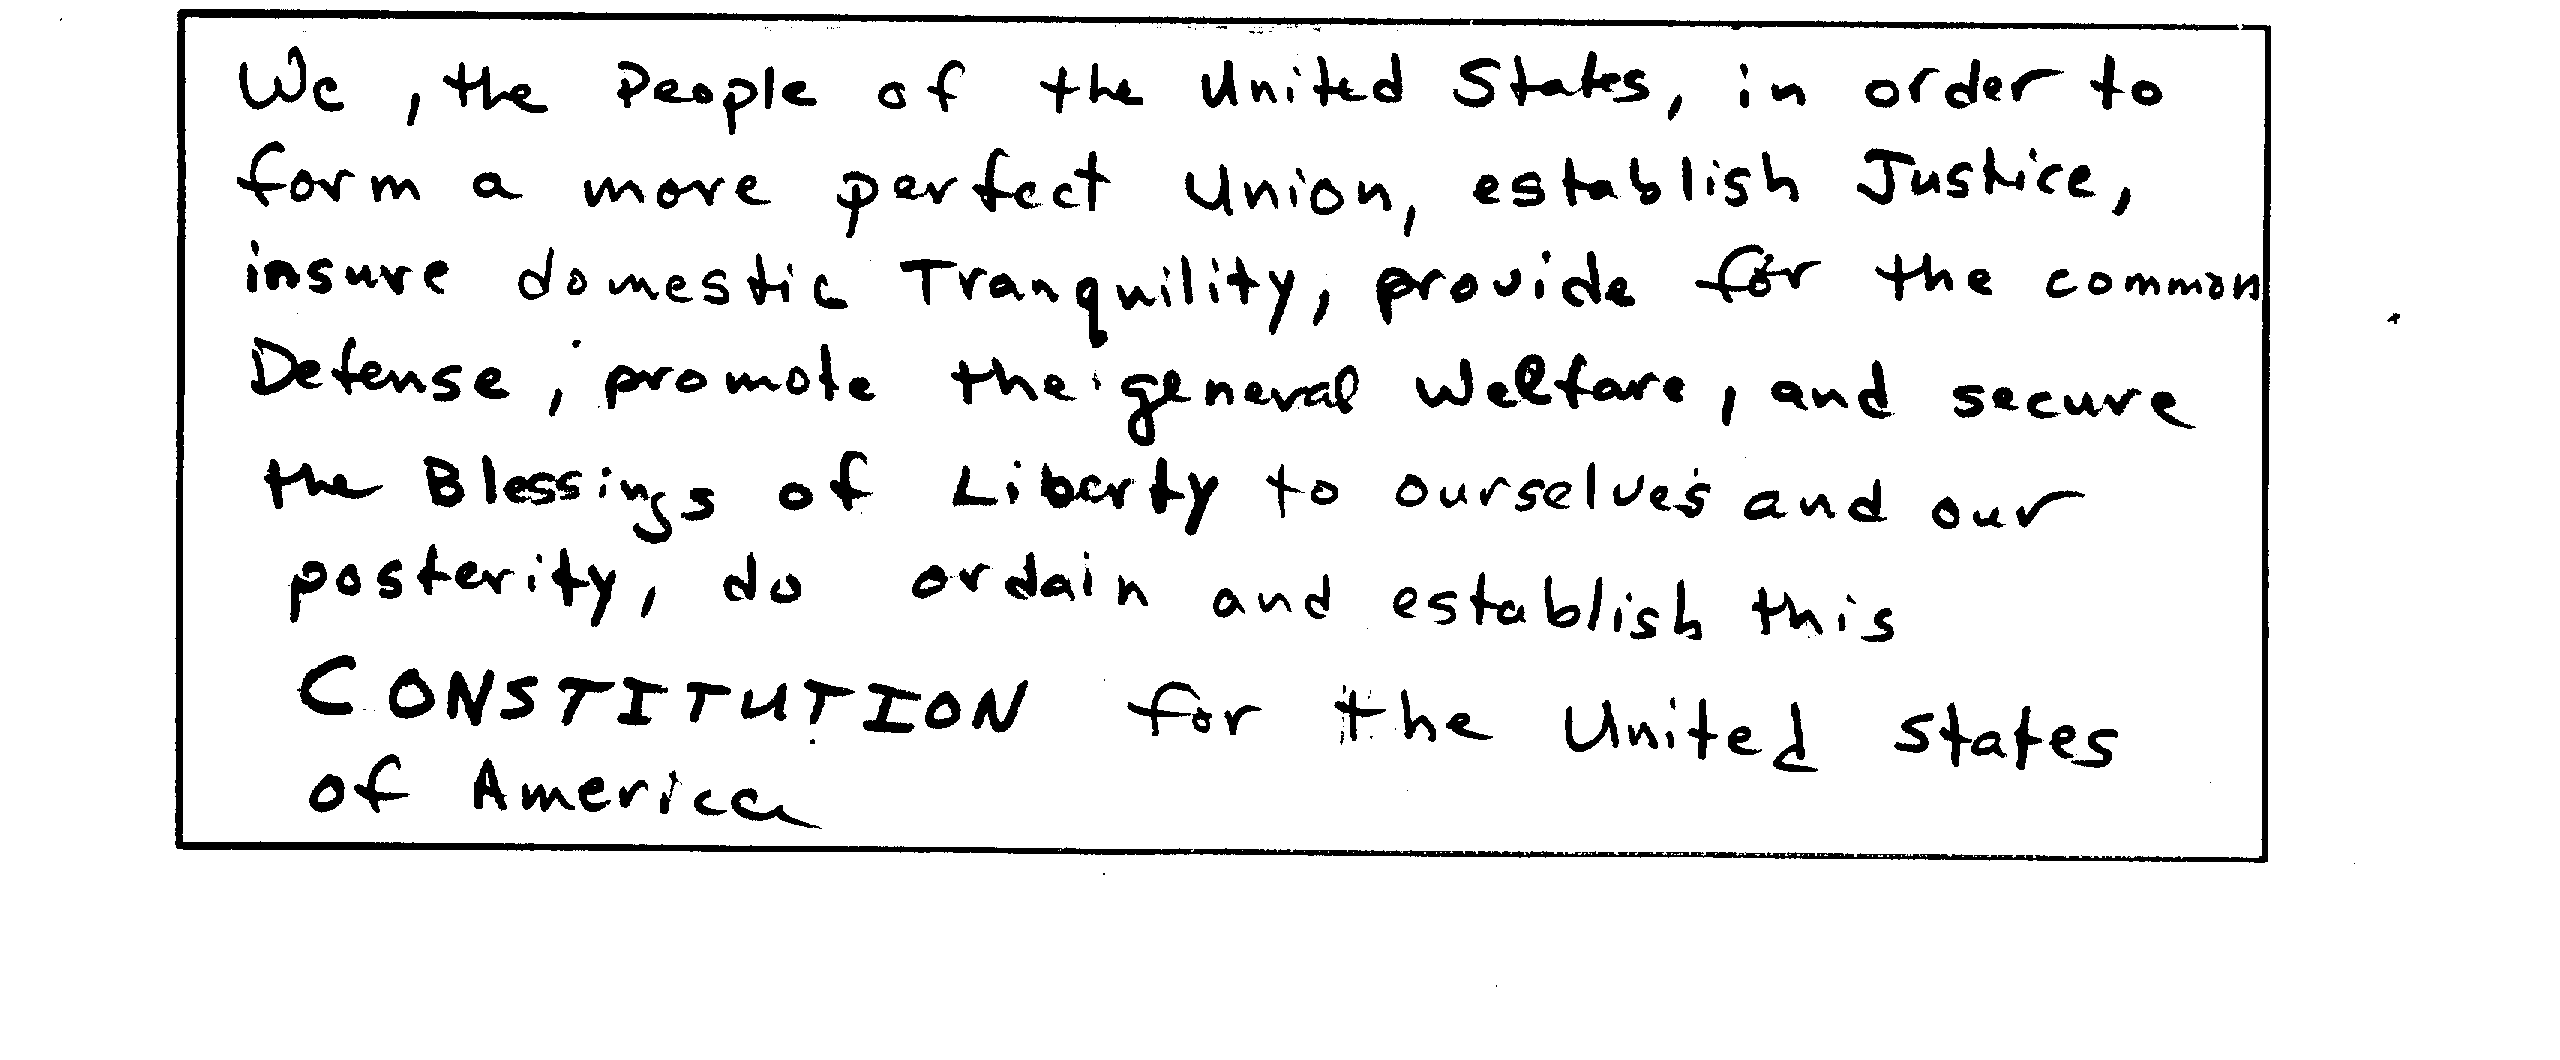 We, the People of the United States, in order to
form a more perfect Union, establish Justice,
insure domestic Tranquility, provide for the common
Defense, promote the general Welfare, and secure
the Blessings of Liberty to ourselves and our
posterity, do ordain and establish this
CONSTITUTION for the United States
of America